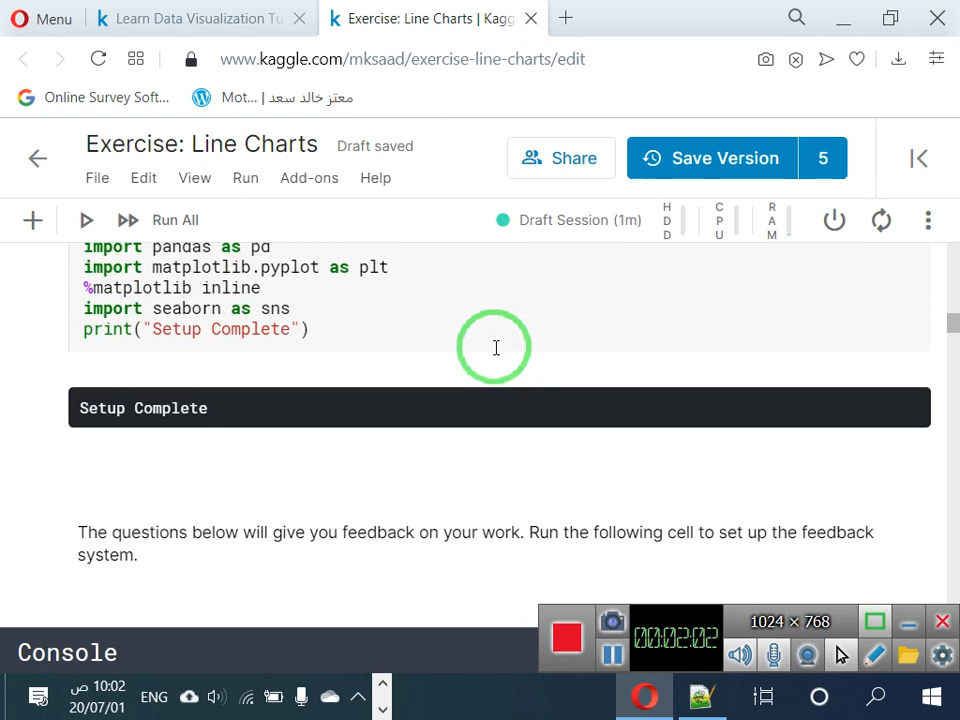 Menu
Learn Data Visualization Tu
Exercise: Line Charts | Kagg
www.kaggle.com/mksaad/exercise-line-charts/edit
Online Survey Soft...
Mot... | معتز خالد سعد
Exercise: Line Charts
Draft saved
Share
Save Version
5
File
Edit
View
Run
Add-ons
Help
Run All
Draft Session (1m)
HDD
CPU
RAM
import pandas as pd
import matplotlib.pyplot as plt
%matplotlib inline
import seaborn as sns
print("Setup Complete")
Setup Complete
The questions below will give you feedback on your work. Run the following cell to set up the feedback
system.
Console
00:02:02
1024 × 768
10:02 ص
20/07/01
ENG